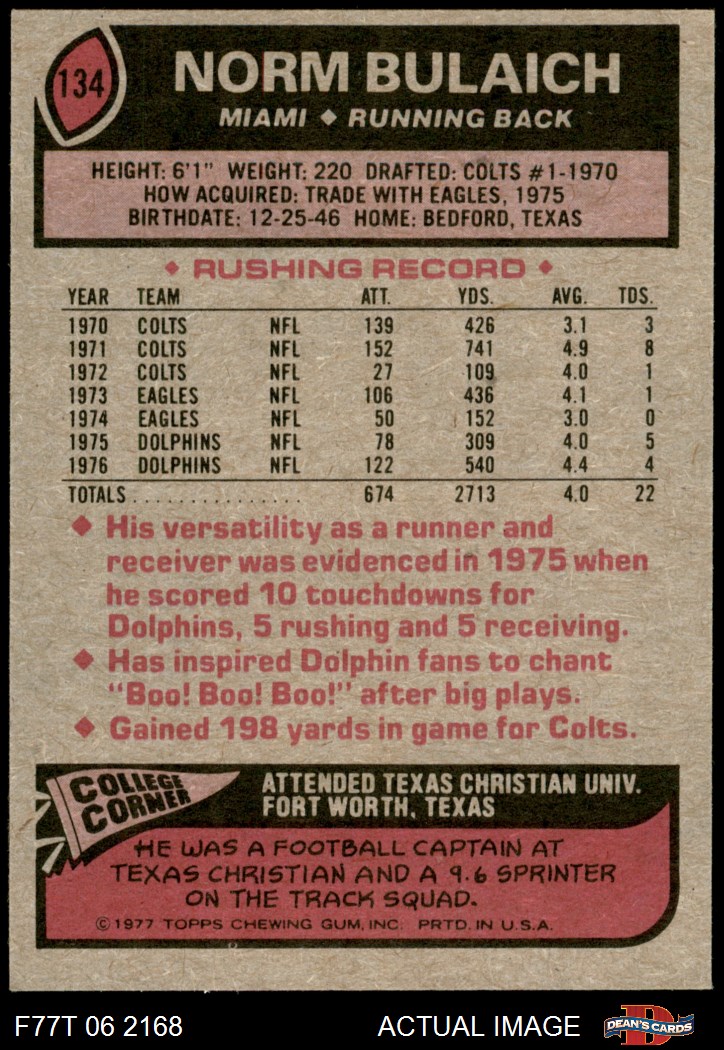 134
NORM BULAICH
MIAMI ◆ RUNNING BACK
HEIGHT: 6'1" WEIGHT: 220 DRAFTED: COLTS #1-1970
HOW ACQUIRED: TRADE WITH EAGLES, 1975
BIRTHDATE: 12-25-46 HOME: BEDFORD, TEXAS
◆ RUSHING RECORD ◆
YEAR TEAM ATT. YDS. AVG. TDS.
1970 COLTS NFL 139 426 3.1 3
1971 COLTS NFL 152 741 4.9 8
1972 COLTS NFL 27 109 4.0 1
1973 EAGLES NFL 106 436 4.1 1
1974 EAGLES NFL 50 152 3.0 0
1975 DOLPHINS NFL 78 309 4.0 5
1976 DOLPHINS NFL 122 540 4.4 4
TOTALS................ 674 2713 4.0 22
◆ His versatility as a runner and
receiver was evidenced in 1975 when
he scored 10 touchdowns for
Dolphins, 5 rushing and 5 receiving.
◆ Has inspired Dolphin fans to chant
"Boo! Boo! Boo!" after big plays.
◆ Gained 198 yards in game for Colts.
COLLEGE
CORNER
ATTENDED TEXAS CHRISTIAN UNIV.
FORT WORTH, TEXAS
HE WAS A FOOTBALL CAPTAIN AT
TEXAS CHRISTIAN AND A 9.6 SPRINTER
ON THE TRACK SQUAD.
© 1977 TOPPS CHEWING GUM, INC. PRTD. IN U.S.A.
F77T 06 2168 ACTUAL IMAGE
D
DEAN'S CARDS